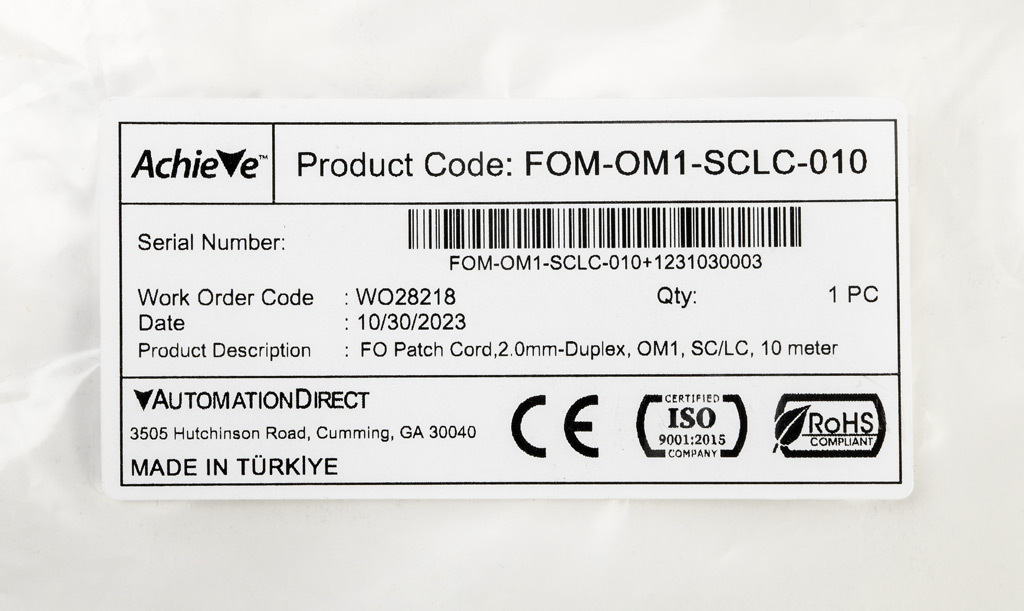 AchieVe™
Product Code: FOM-OM1-SCLC-010
Serial Number:
FOM-OM1-SCLC-010+1231030003
Work Order Code : WO28218 Qty: 1 PC
Date : 10/30/2023
Product Description : FO Patch Cord,2.0mm-Duplex, OM1, SC/LC, 10 meter
AUTOMATIONDIRECT
3505 Hutchinson Road, Cumming, GA 30040
MADE IN TÜRKİYE
CE
CERTIFIED
ISO
9001:2015
COMPANY
RoHS
COMPLIANT